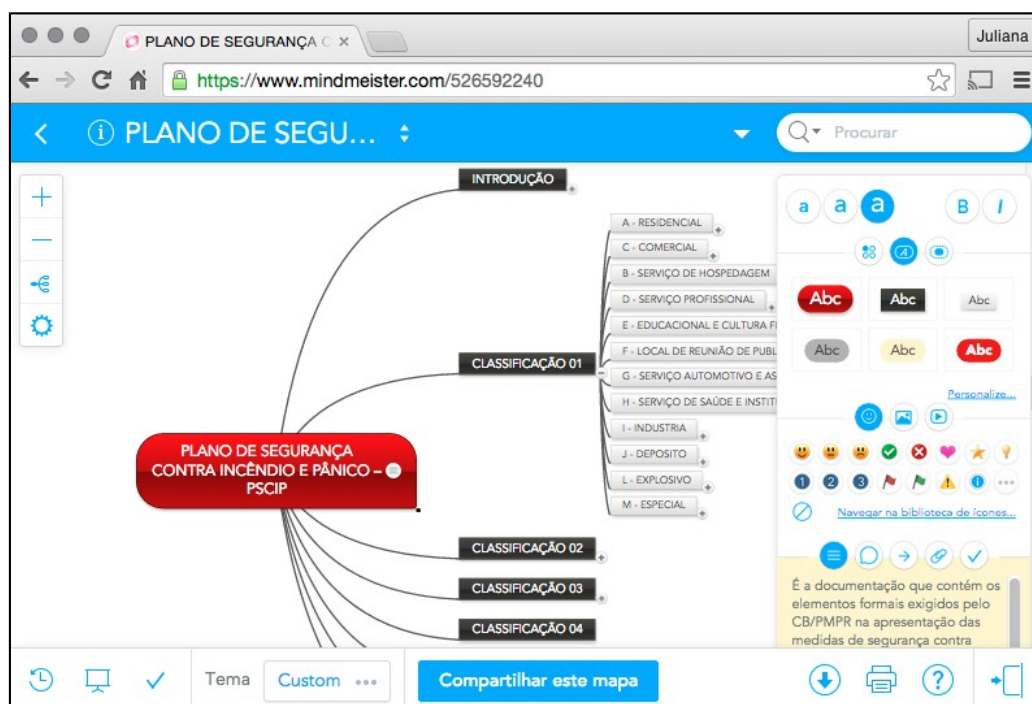 PLANO DE SEGURANÇA C
Juliana
https://www.mindmeister.com/526592240
i PLANO DE SEGU...
Procurar
INTRODUÇÃO
A - RESIDENCIAL
C - COMERCIAL
B - SERVIÇO DE HOSPEDAGEM
D - SERVIÇO PROFISSIONAL
E - EDUCACIONAL E CULTURA F
F - LOCAL DE REUNIÃO DE PUBL
CLASSIFICAÇÃO 01
G - SERVIÇO AUTOMOTIVO E AS
H - SERVIÇO DE SAÚDE E INSTIT
I - INDUSTRIA
J - DEPOSITO
L - EXPLOSIVO
M - ESPECIAL
PLANO DE SEGURANÇA
CONTRA INCÊNDIO E PÂNICO –
PSCIP
CLASSIFICAÇÃO 02
CLASSIFICAÇÃO 03
CLASSIFICAÇÃO 04
a a a B I
A
Abc Abc Abc
Abc Abc Abc
Personalize...
1 2 3 i
Navegar na biblioteca de ícones...
É a documentação que contém os
elementos formais exigidos pelo
CB/PMPR na apresentação das
medidas de segurança contra
Tema Custom ... Compartilhar este mapa ?